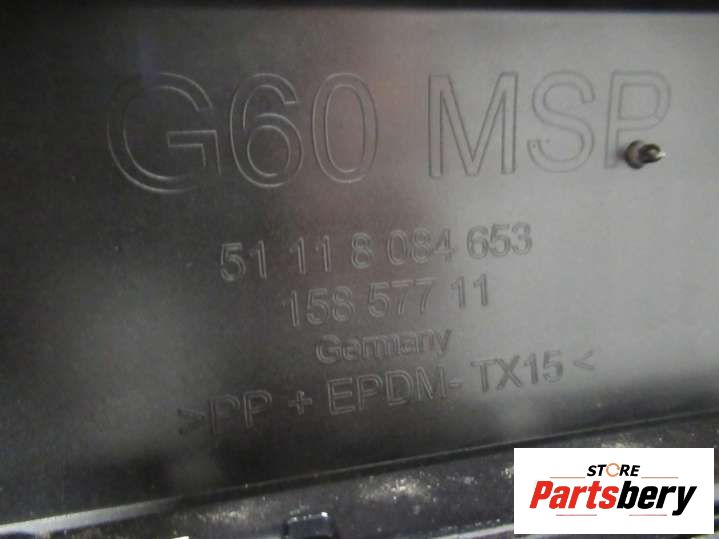 G60 MSP
51 11 8 084 653
158 577 11
Germany
>PP + EPDM- TX15<
STORE
Partsbery